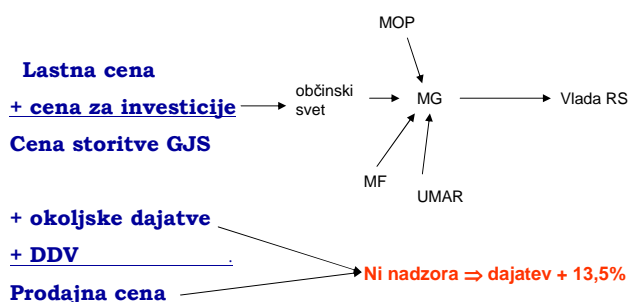 MOP
Lastna cena
+ cena za investicije
občinski
svet
MG
Vlada RS
Cena storitve GJS
MF
UMAR
+ okoljske dajatve
+ DDV .
Ni nadzora ⇒ dajatev + 13,5%
Prodajna cena